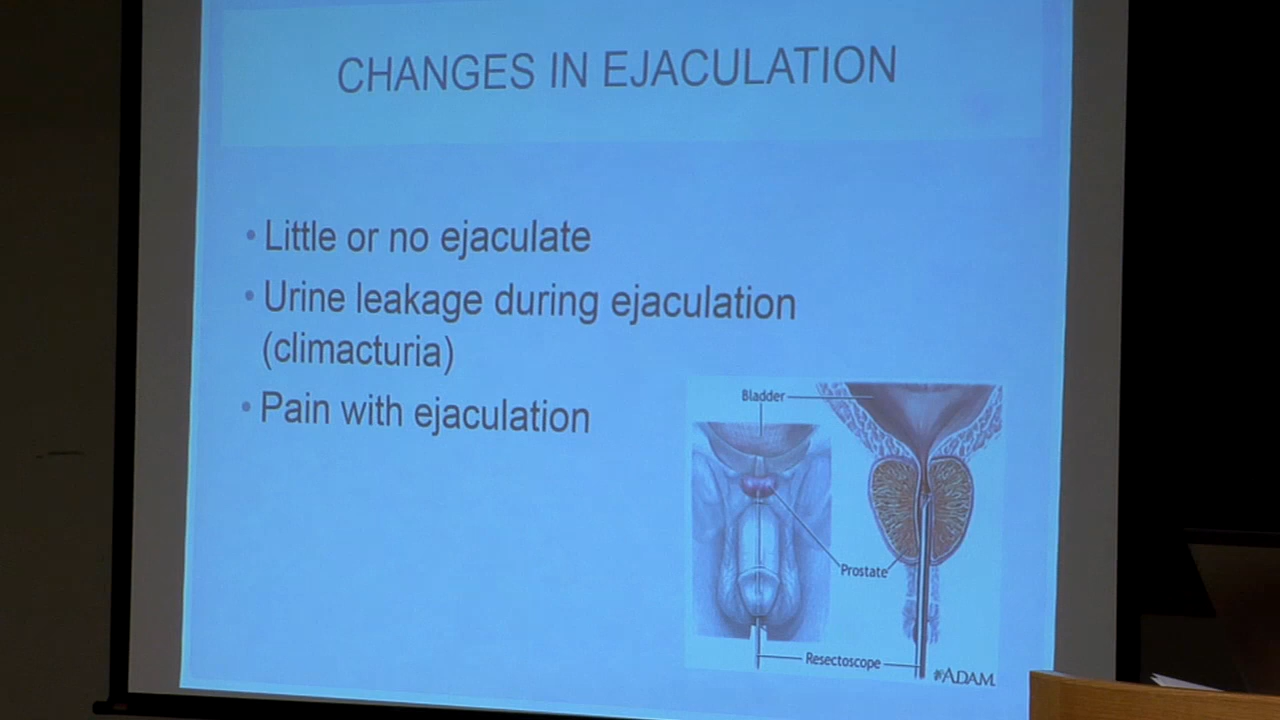 CHANGES IN EJACULATION
• Little or no ejaculate
• Urine leakage during ejaculation
(climacturia)
• Pain with ejaculation
Bladder
Prostate
Resectoscope
ADAM